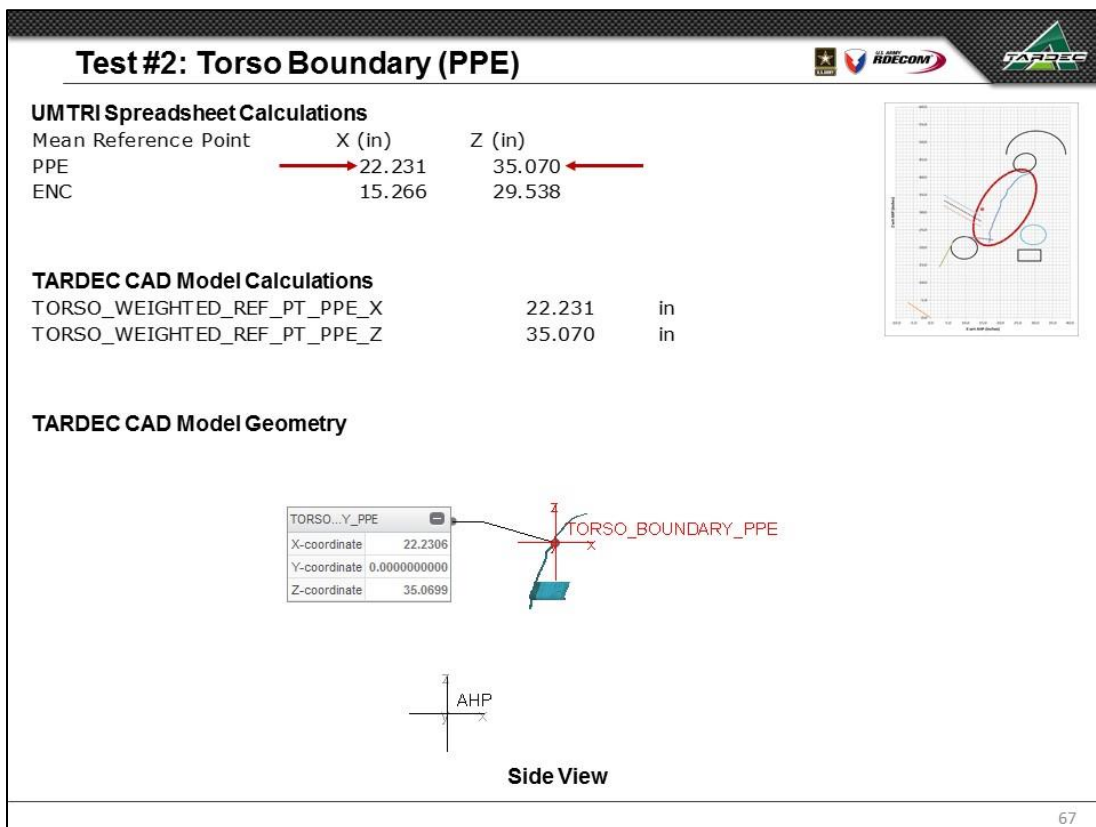 Test #2: Torso Boundary (PPE)
U.S. ARMY
U.S. ARMY
RDECOM
TARDEC
UMTRI Spreadsheet Calculations
Mean Reference Point X (in) Z (in)
PPE 22.231 35.070
ENC 15.266 29.538
TARDEC CAD Model Calculations
TORSO_WEIGHTED_REF_PT_PPE_X 22.231 in
TORSO_WEIGHTED_REF_PT_PPE_Z 35.070 in
TARDEC CAD Model Geometry
TORSO...Y_PPE
X-coordinate 22.2306
Y-coordinate 0.0000000000
Z-coordinate 35.0699
Z
TORSO_BOUNDARY_PPE
X
Z
AHP
y X
Side View
67